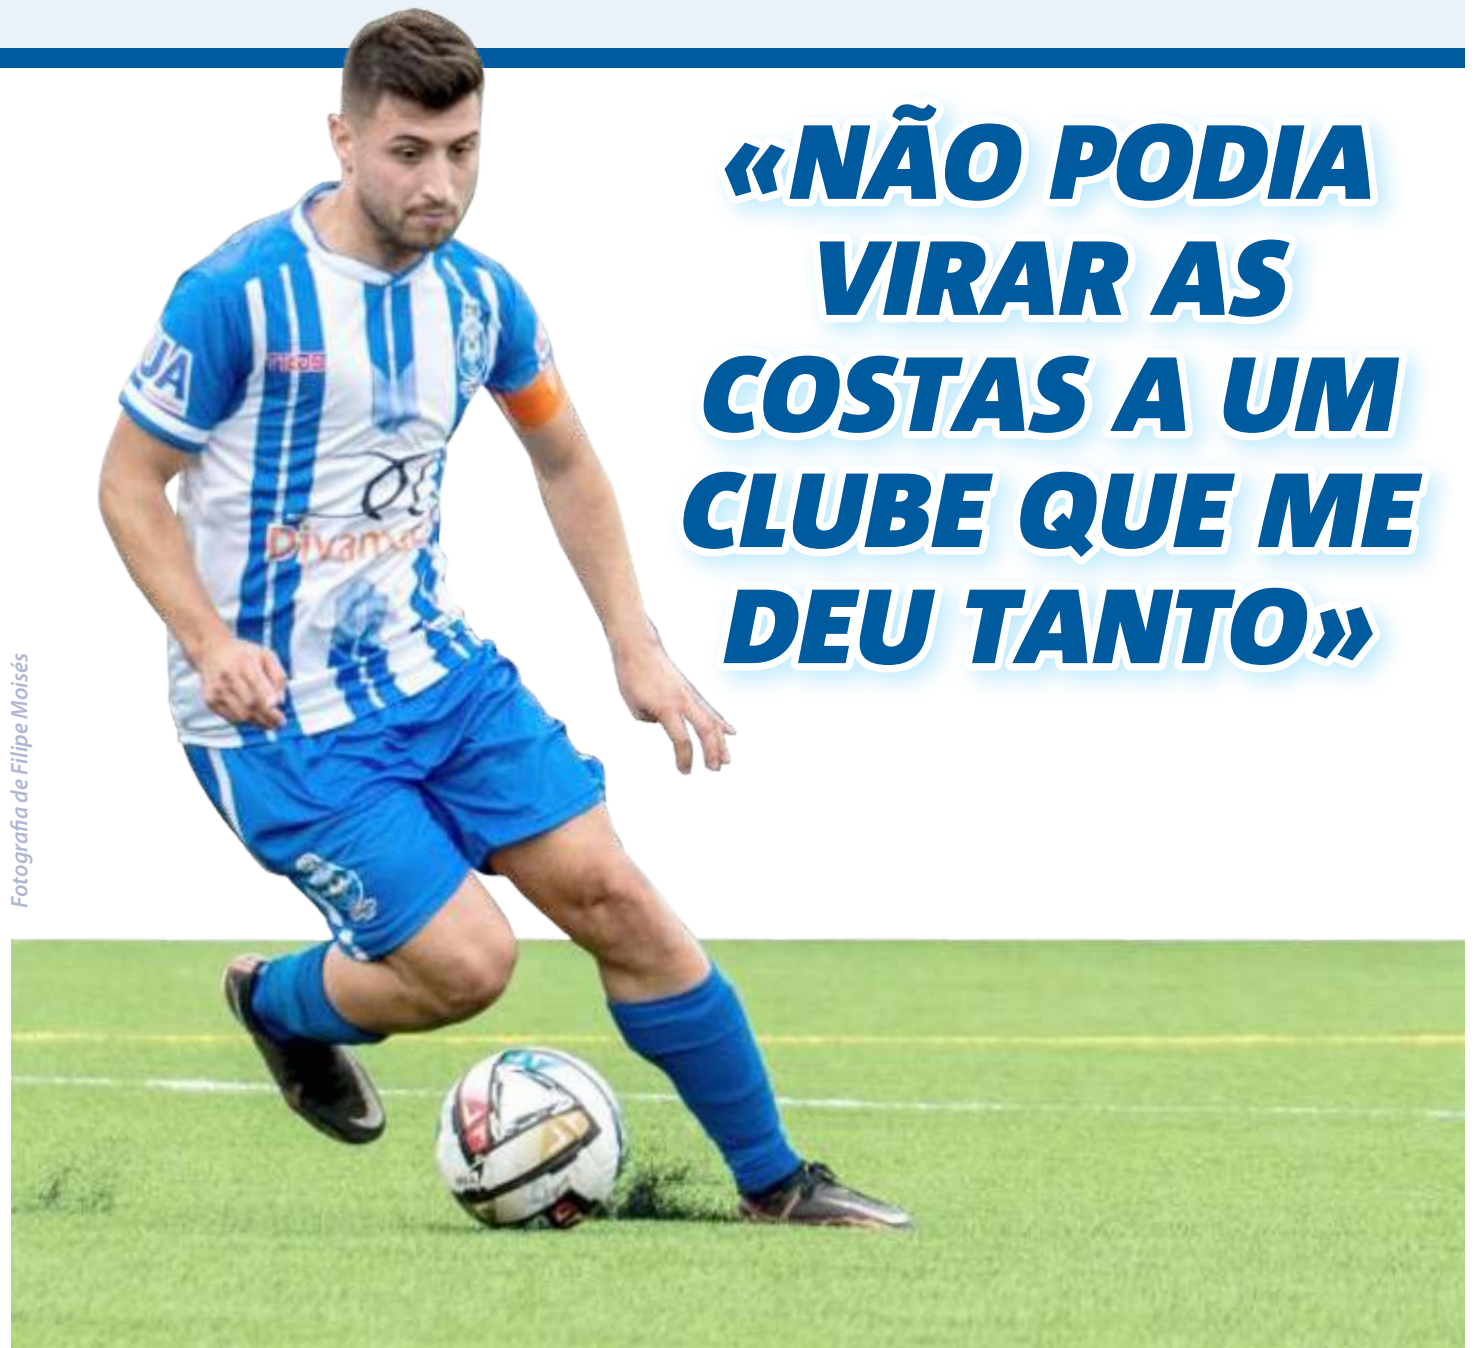 «NÃO PODIA
VIRAR AS
COSTAS A UM
CLUBE QUE ME
DEU TANTO»
Fotografia de Filipe Moisés